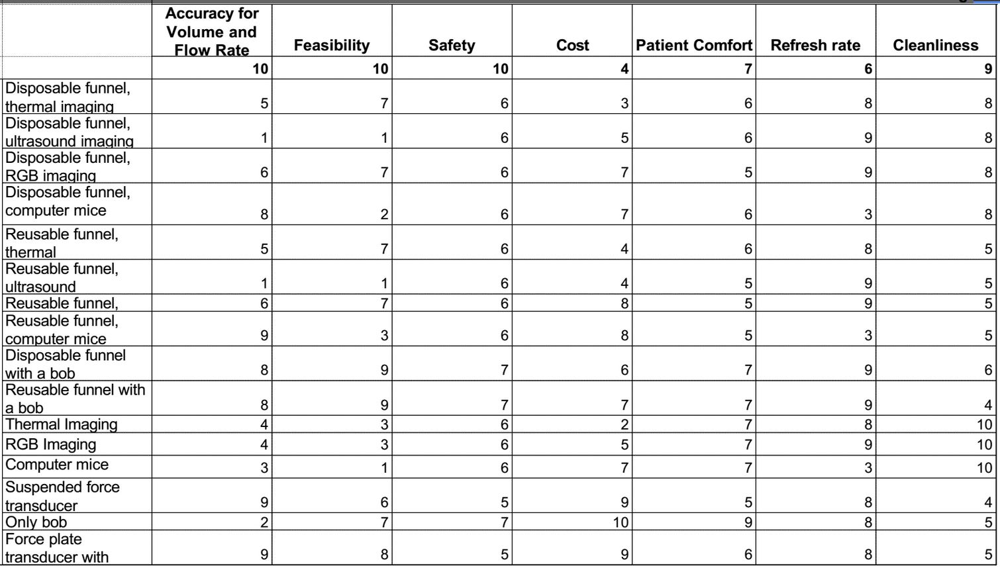 Accuracy for
Volume and
Flow Rate Feasibility Safety Cost Patient Comfort Refresh rate Cleanliness
10 10 10 4 7 6 9
Disposable funnel,
thermal imaging 5 7 6 3 6 8 8
Disposable funnel,
ultrasound imaging 1 1 6 5 6 9 8
Disposable funnel,
RGB imaging 6 7 6 7 5 9 8
Disposable funnel,
computer mice 8 2 6 7 6 3 8
Reusable funnel,
thermal 5 7 6 4 6 8 5
Reusable funnel,
ultrasound 1 1 6 4 5 9 5
Reusable funnel, 6 7 6 8 5 9 5
Reusable funnel,
computer mice 9 3 6 8 5 3 5
Disposable funnel
with a bob 8 9 7 6 7 9 6
Reusable funnel with
a bob 8 9 7 7 7 9 4
Thermal Imaging 4 3 6 2 7 8 10
RGB Imaging 4 3 6 5 7 9 10
Computer mice 3 1 6 7 7 3 10
Suspended force
transducer 9 6 5 9 5 8 4
Only bob 2 7 7 10 9 8 5
Force plate
transducer with 9 8 5 9 6 8 5